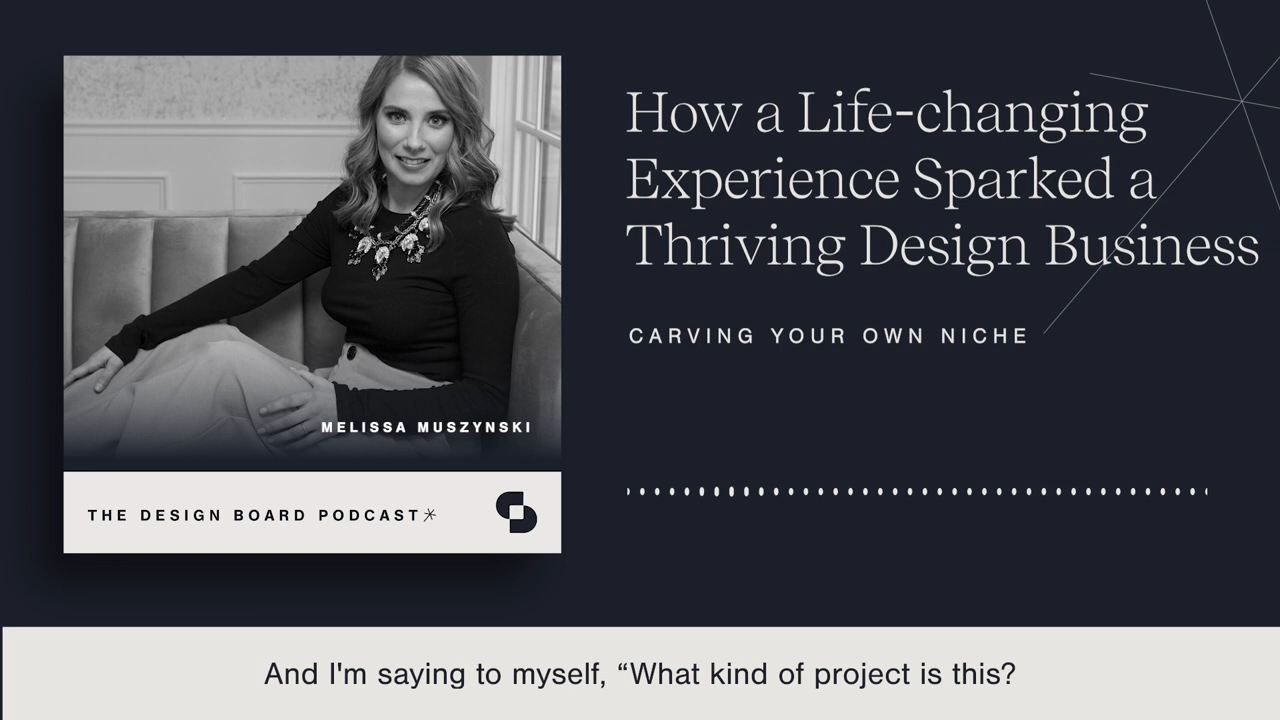 How a Life-changing
Experience Sparked a
Thriving Design Business
CARVING YOUR OWN NICHE
MELISSA MUSZYNSKI
THE DESIGN BOARD PODCAST
And I'm saying to myself, “What kind of project is this?